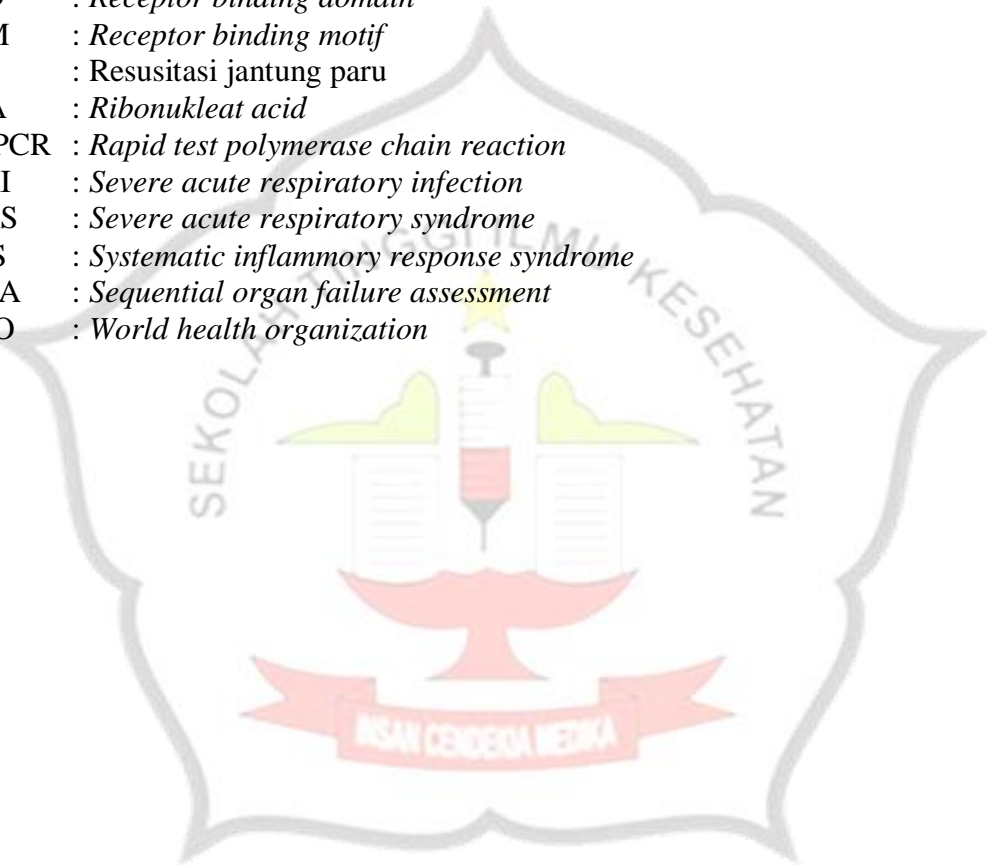 : Receptor binding domain
M : Receptor binding motif
: Resusitasi jantung paru
A : Ribonukleat acid
PCR : Rapid test polymerase chain reaction
I : Severe acute respiratory infection
S : Severe acute respiratory syndrome
S : Systematic inflammory response syndrome
A : Sequential organ failure assessment
O : World health organization
SEKOLAH TINGGI ILMU KESEHATAN
INSAN CENDEKIA MEDIKA